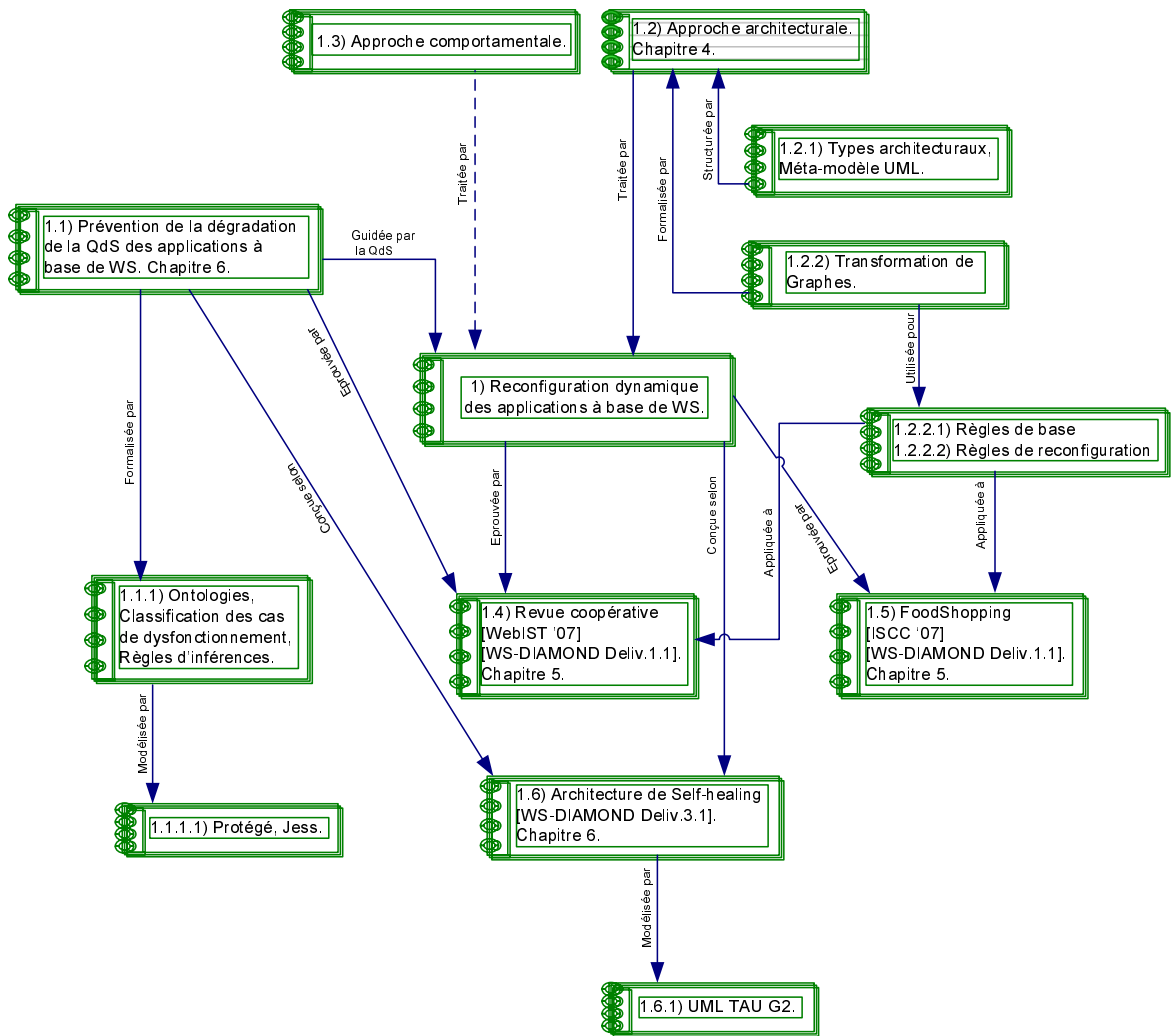 1.3) Approche comportementale.
1.2) Approche architecturale.
Chapitre 4.
Traitée par
Traitée par
Formalisée par
Structurée par
1.2.1) Types architecturaux,
Méta-modèle UML.
1.1) Prévention de la dégradation
de la QdS des applications à
base de WS. Chapitre 6.
Guidée par
la QdS
1.2.2) Transformation de
Graphes.
Eprouvée par
Utilisée pour
1) Reconfiguration dynamique
des applications à base de WS.
1.2.2.1) Règles de base
1.2.2.2) Règles de reconfiguration
Formalisée par
Conçue selon
Eprouvée par
Conçue selon
Appliquée à
Eprouvée par
Appliquée à
1.1.1) Ontologies,
Classification des cas
de dysfonctionnement,
Règles d'inférences.
1.4) Revue coopérative
[WebIST '07]
[WS-DIAMOND Deliv.1.1].
Chapitre 5.
1.5) FoodShopping
[ISCC '07]
[WS-DIAMOND Deliv.1.1].
Chapitre 5.
Modélisée par
1.6) Architecture de Self-healing
[WS-DIAMOND Deliv.3.1].
Chapitre 6.
1.1.1.1) Protégé, Jess.
Modélisée par
1.6.1) UML TAU G2.